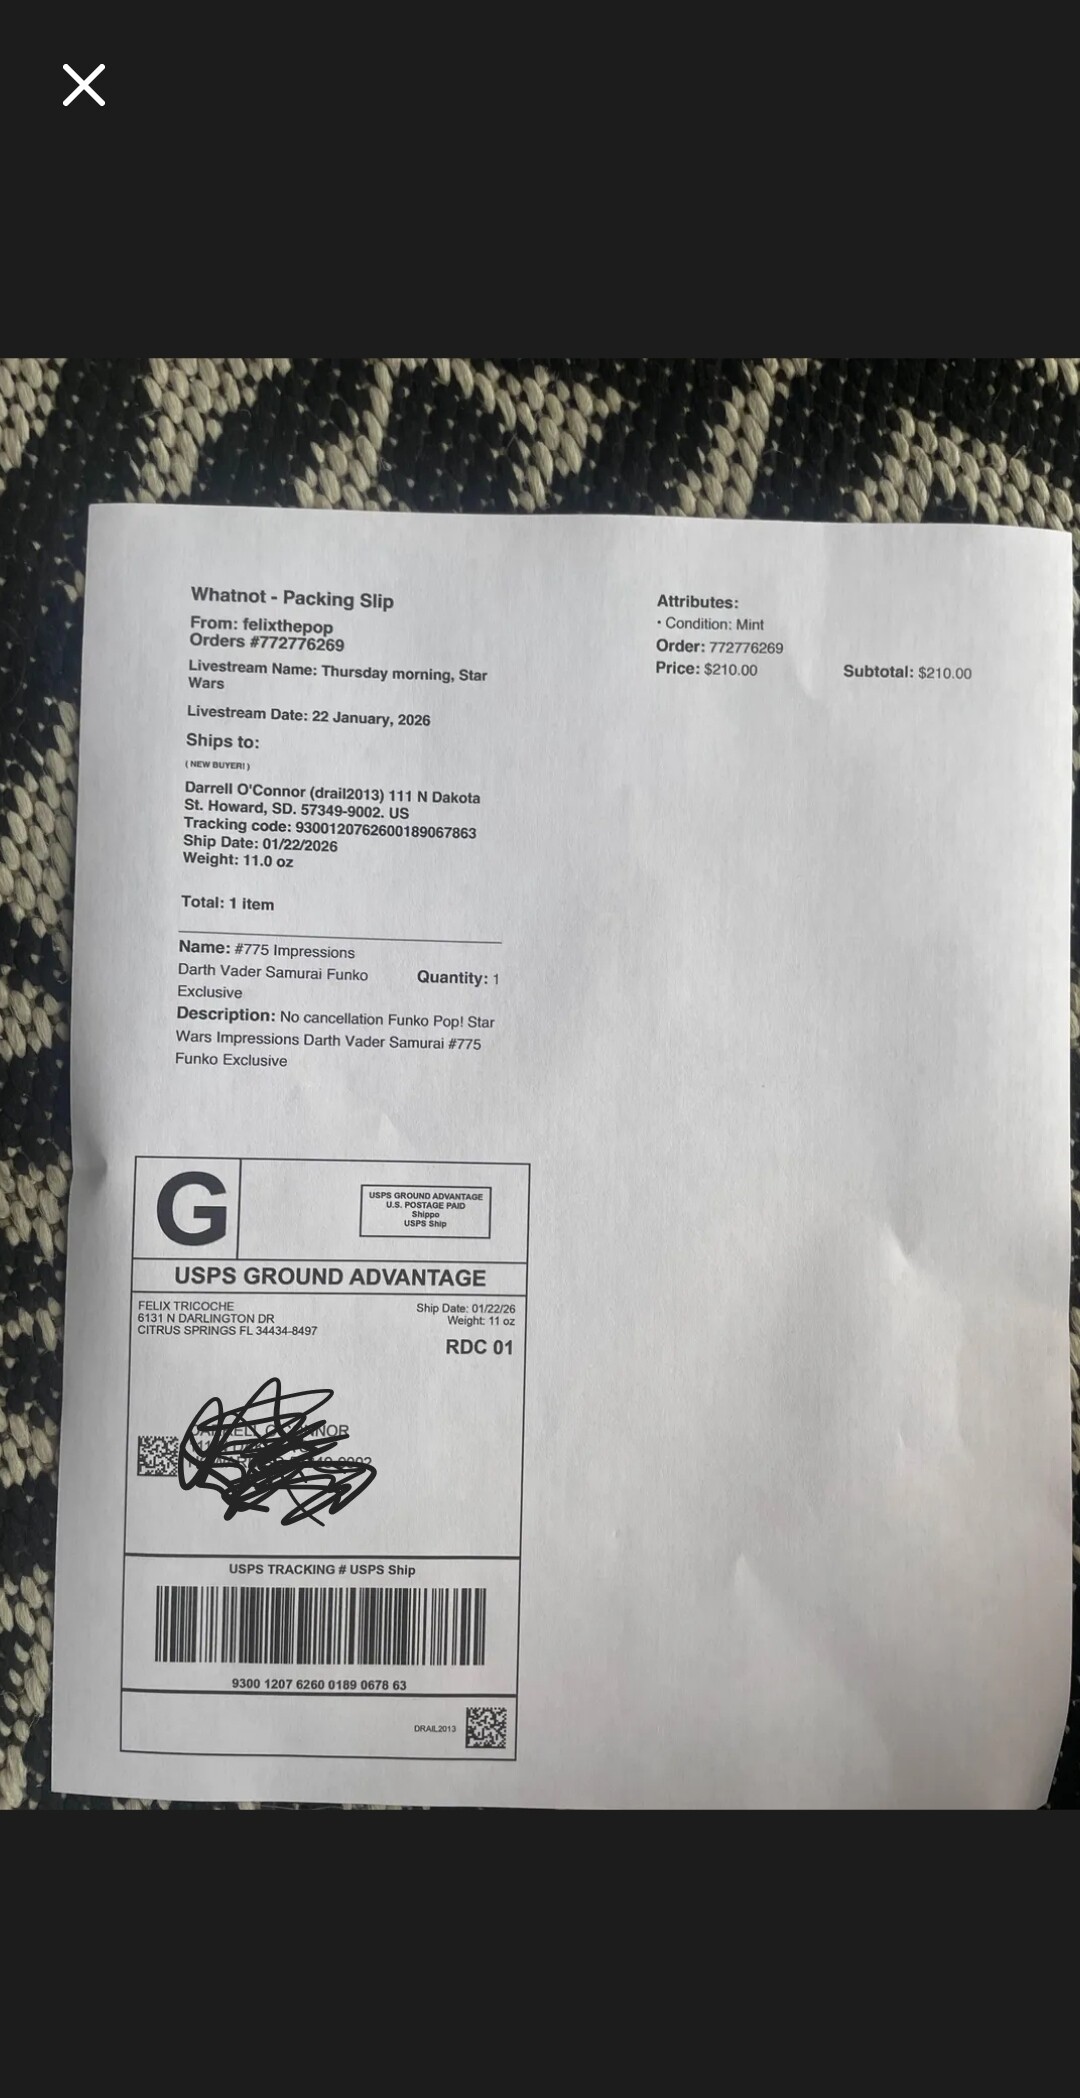 Whatnot - Packing Slip
From: felixthepop
Orders #772776269
Livestream Name: Thursday morning, Star
Wars
Livestream Date: 22 January, 2026
Ships to:
(NEW BUYER!)
Darrell O'Connor (drail2013) 111 N Dakota
St. Howard, SD. 57349-9002. US
Tracking code: 9300120762600189067863
Ship Date: 01/22/2026
Weight: 11.0 oz
Total: 1 item
Name: #775 Impressions
Darth Vader Samurai Funko
Exclusive
Quantity: 1
Description: No cancellation Funko Pop! Star
Wars Impressions Darth Vader Samurai #775
Funko Exclusive
Attributes:
• Condition: Mint
Order: 772776269
Price: $210.00
Subtotal: $210.00
G
USPS GROUND ADVANTAGE
U.S. POSTAGE PAID
Shippo
USPS Ship
USPS GROUND ADVANTAGE
FELIX TRICOCHE
6131 N DARLINGTON DR
CITRUS SPRINGS FL 34434-8497
Ship Date: 01/22/26
Weight: 11 oz
RDC 01
USPS TRACKING # USPS Ship
9300 1207 6260 0189 0678 63
DRAIL2013